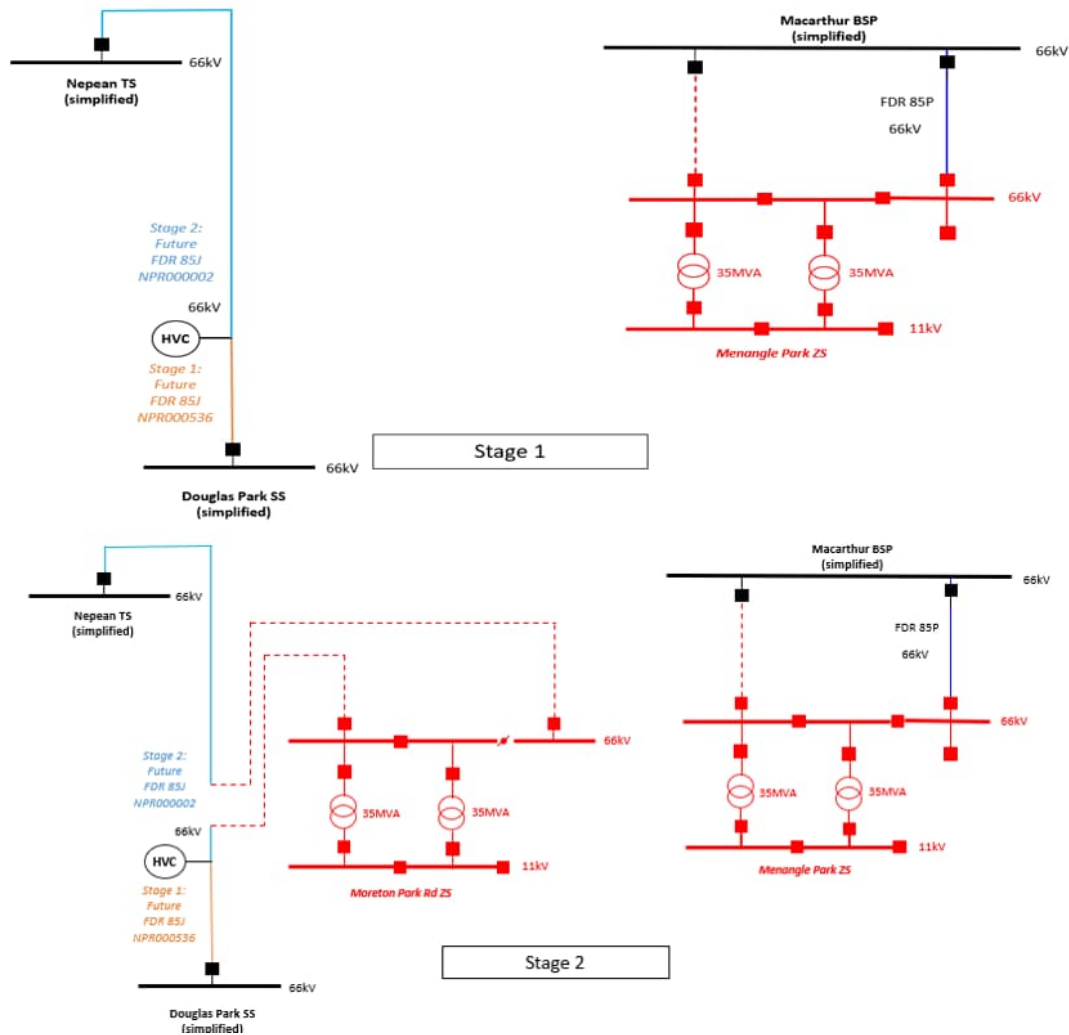 Nepean TS
(simplified)
66kV
Stage 2:
Future
FDR 85J
NPR000002
66kV
HVC
Stage 1:
Future
FDR 85J
NPR000536
66kV
Douglas Park SS
(simplified)
Macarthur BSP
(simplified)
66kV
FDR 85P
66kV
66kV
35MVA
35MVA
11kV
Menangle Park ZS
Stage 1
Nepean TS
(simplified)
66kV
Stage 2:
Future
FDR 85J
NPR000002
66kV
HVC
Stage 1:
Future
FDR 85J
NPR000536
66kV
Douglas Park SS
(simplified)
66kV
35MVA
35MVA
11kV
Moreton Park Rd ZS
Macarthur BSP
(simplified)
66kV
FDR 85P
66kV
66kV
35MVA
35MVA
11kV
Menangle Park ZS
Stage 2